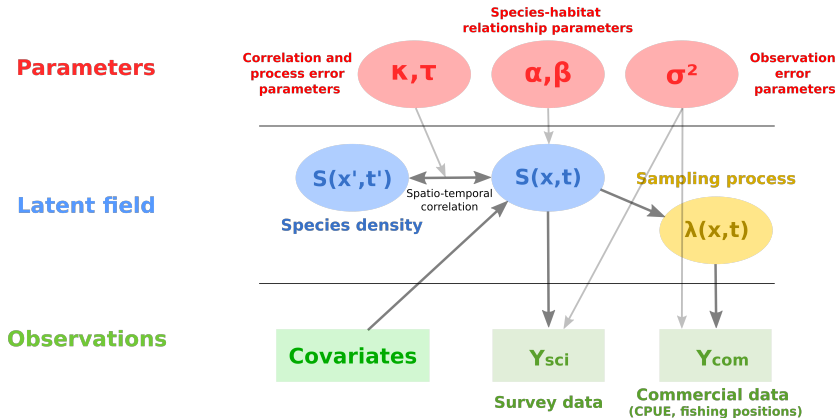 Species-habitat
relationship parameters
Parameters
Correlation and
process error
parameters
κ,τ
α,β
σ²
Observation
error
parameters
Latent field
S(x',t')
Spatio-temporal
correlation
S(x,t)
Sampling process
Species density
λ(x,t)
Observations
Covariates
Ysci
Ycom
Survey data
Commercial data
(CPUE, fishing positions)